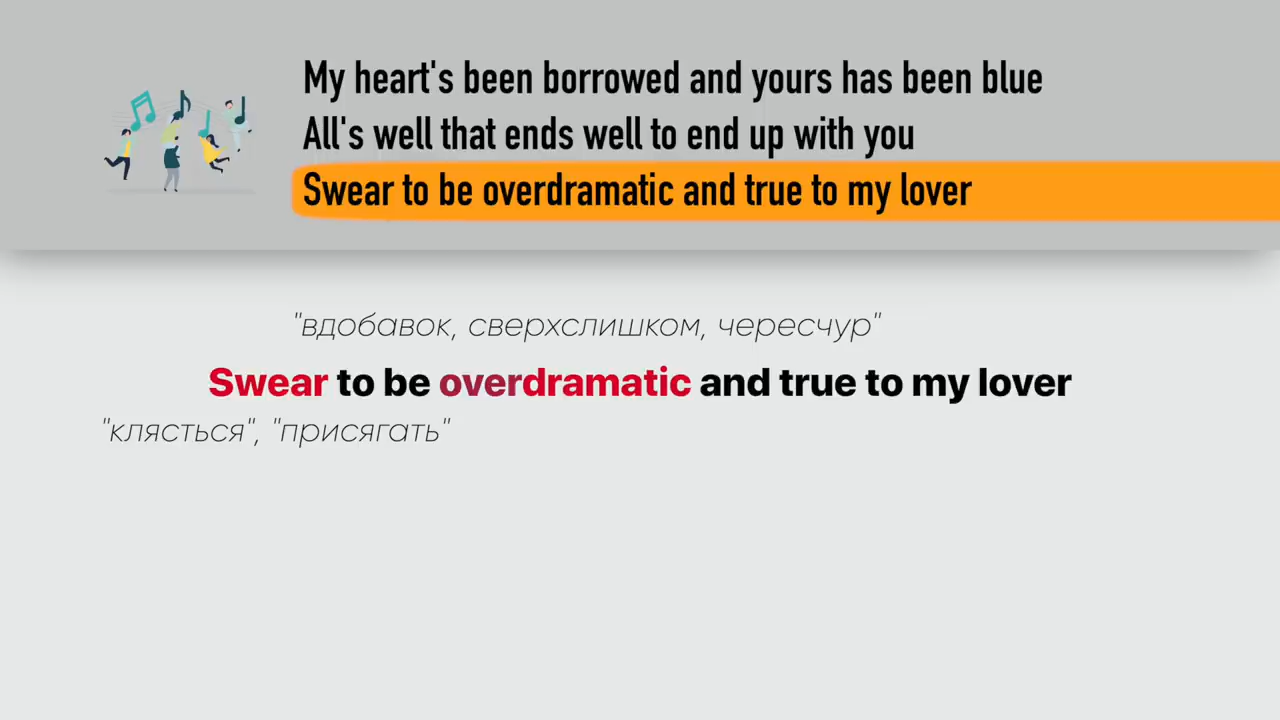 My heart's been borrowed and yours has been blue
All's well that ends well to end up with you
Swear to be overdramatic and true to my lover
"вдобавок, сверхслишком, чересчур"
Swear to be overdramatic and true to my lover
"клясться", "присягать"